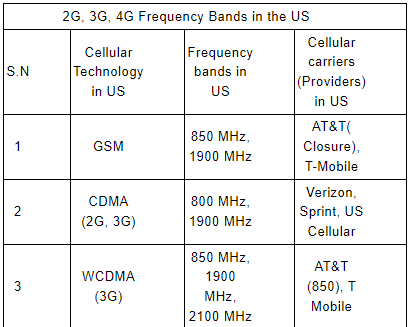 2G, 3G, 4G Frequency Bands in the US
S.N
Cellular
Technology
in US
Frequency
bands in
US
Cellular
carriers
(Providers)
in US
1
GSM
850 MHz,
1900 MHz
AT&T(
Closure),
T-Mobile
2
CDMA
(2G, 3G)
800 MHz,
1900 MHz
Verizon,
Sprint, US
Cellular
3
WCDMA
(3G)
850 MHz,
1900
MHz,
2100 MHz
AT&T
(850), T
Mobile